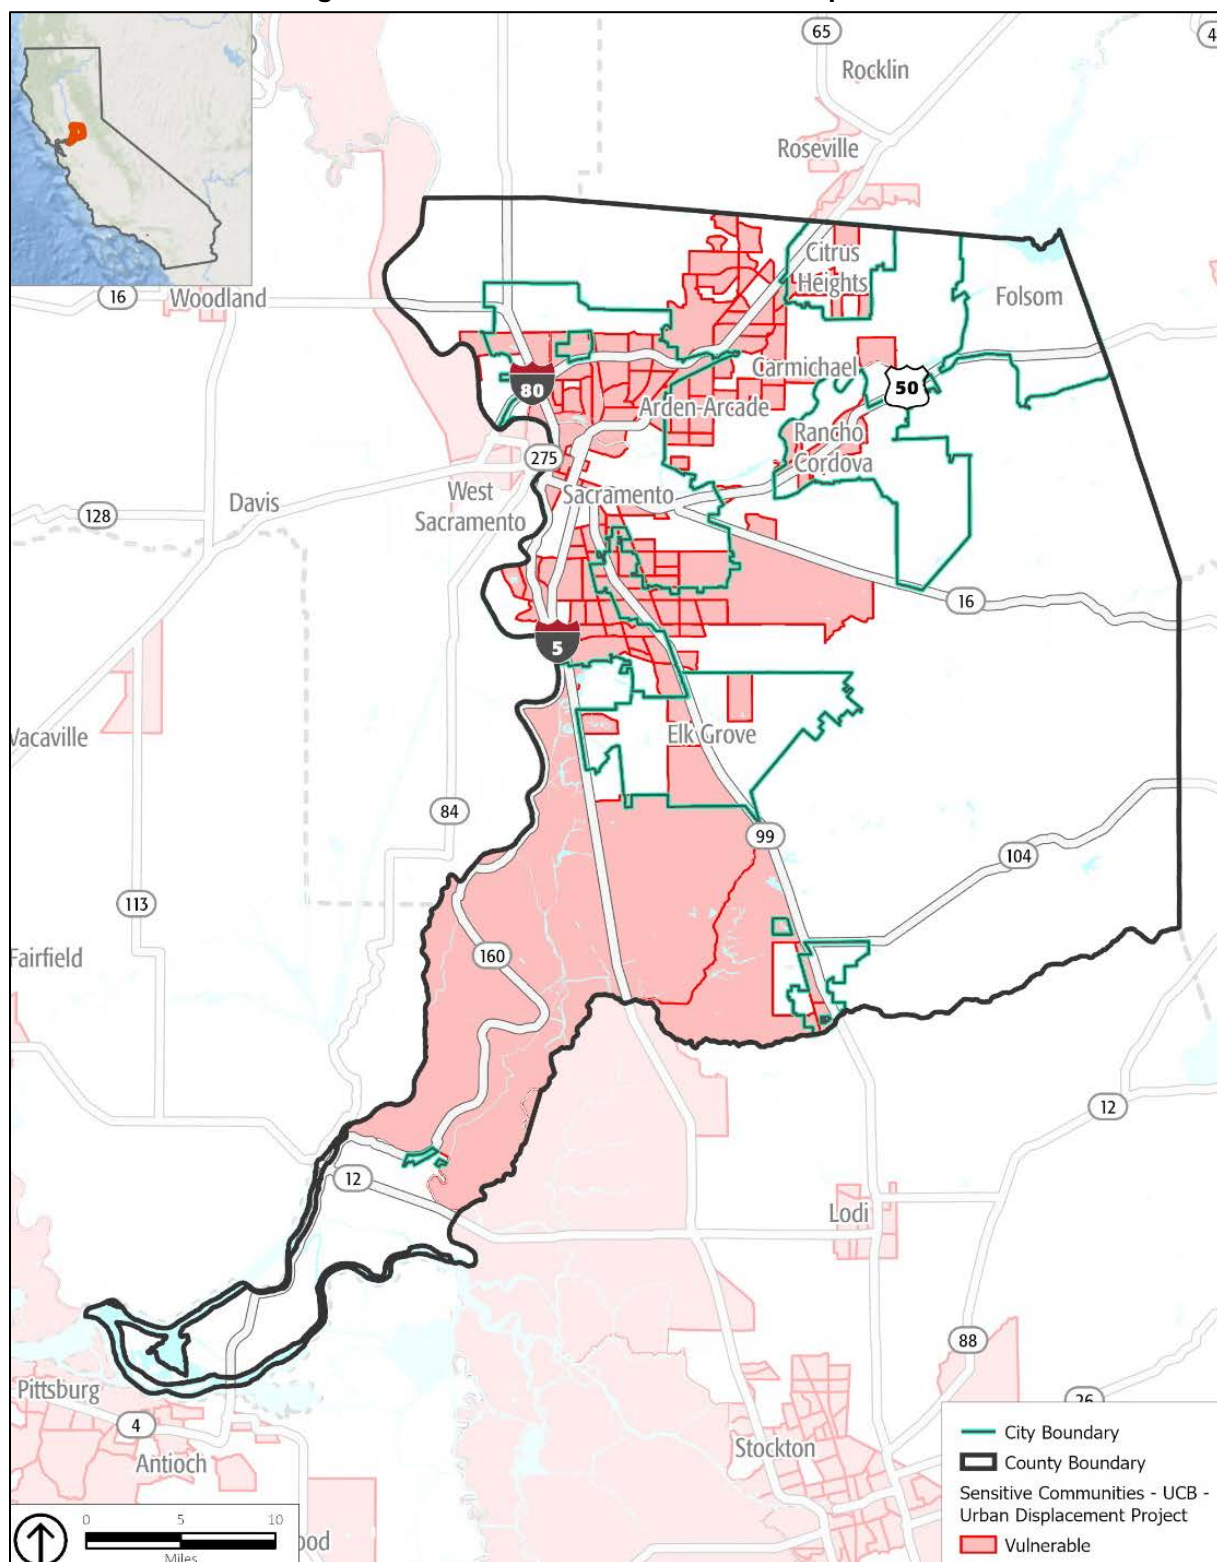 65
4
Rocklin
Roseville
Citrus
Heights
16
Woodland
Folsom
80
Carmichael
50
Arden-Arcade
Rancho
Cordova
275
West
Sacramento
Sacramento
Davis
128
16
5
Vacaville
Elk Grove
84
99
104
113
160
Fairfield
12
12
Lodi
88
26
Pittsburg
4
Antioch
Stockton
City Boundary
County Boundary
Sensitive Communities - UCB -
Urban Displacement Project
Vulnerable
0 5 10
Miles
ood